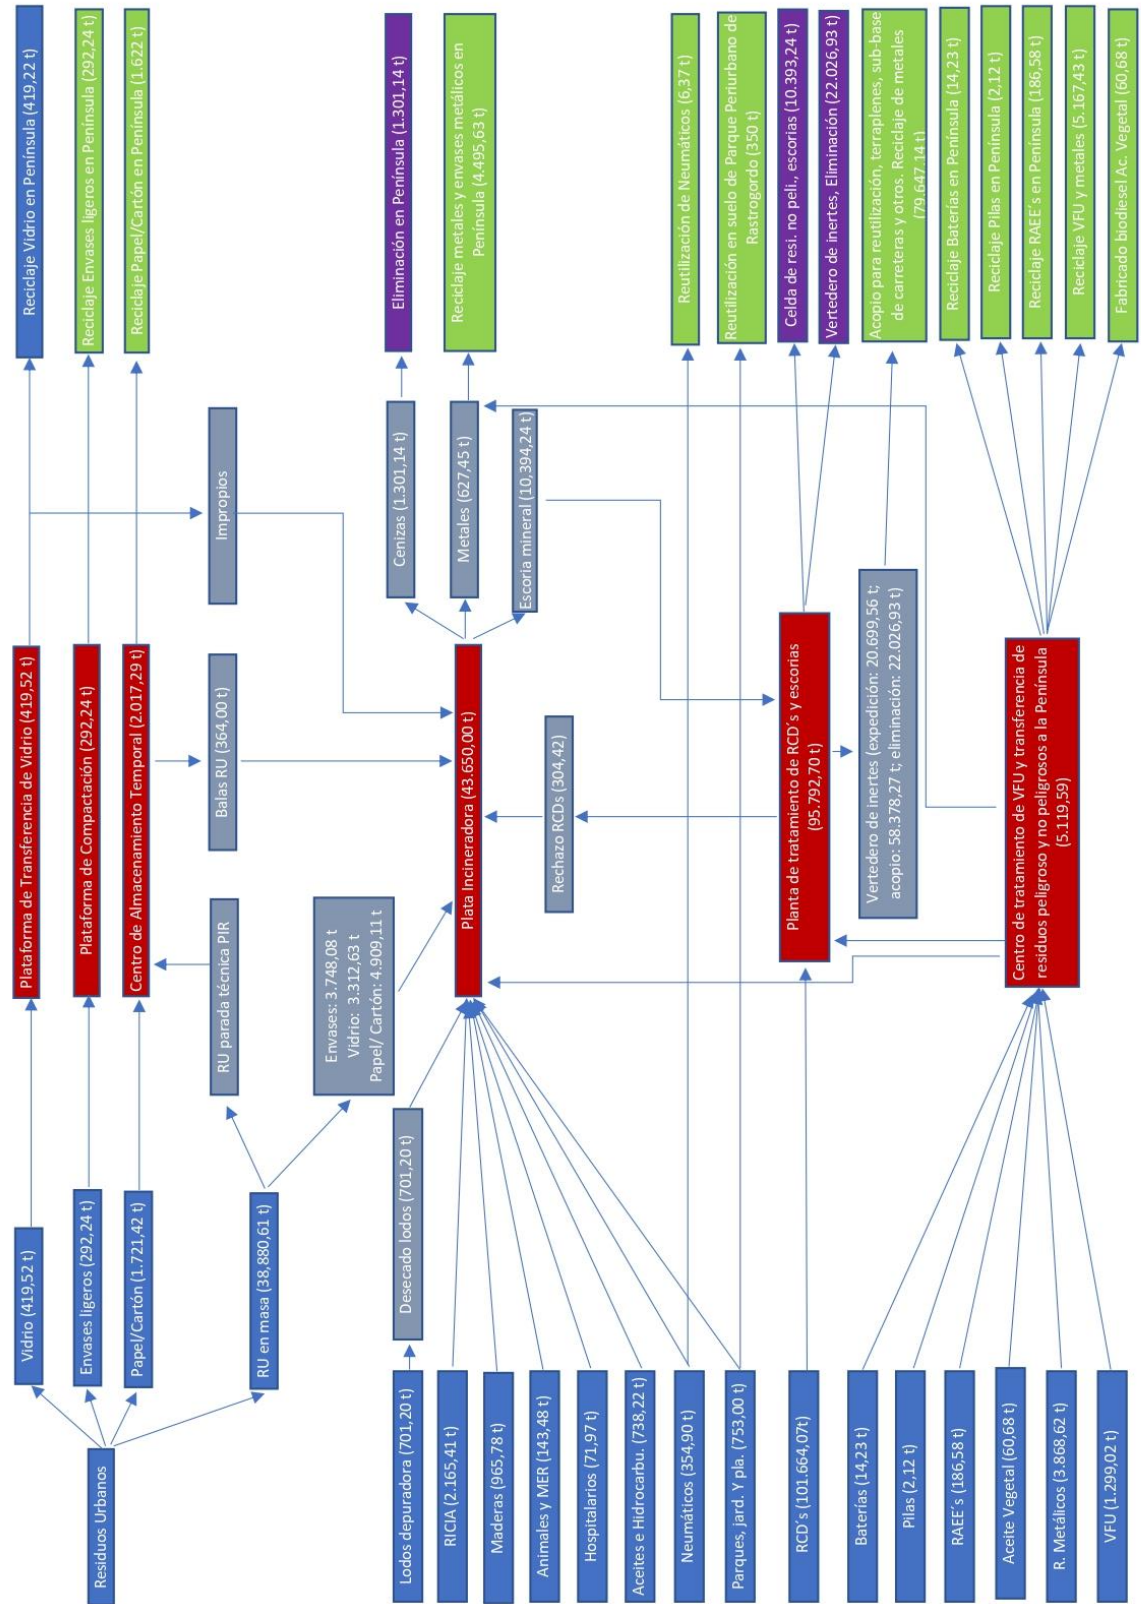 Residuos Urbanos
Vidrio (419,52 t)
Envases ligeros (292,24 t)
Papel/Cartón (1.721,42 t)
RU en masa (38,880,61 t)
Plataforma de Transferencia de Vidrio (419,52 t)
Plataforma de Compactación (292,24 t)
Centro de Almacenamiento Temporal (2.017,29 t)
RU parada técnica PIR
Balas RU (364,00 t)
Impropios
Reciclaje Vidrio en Península (419,22 t)
Reciclaje Envases ligeros en Península (292,24 t)
Reciclaje Papel/Cartón en Península (1.622 t)
Envases: 3.748,08 t
Vidrio: 3.312,63 t
Papel/ Cartón: 4.909,11 t
Lodos depuradora (701,20 t)
Desecado lodos (701,20 t)
RICIA (2.165,41 t)
Maderas (965,78 t)
Animales y MER (143,48 t)
Hospitalarios (71,97 t)
Aceites e Hidrocarbu. (738,22 t)
Neumáticos (354,90 t)
Parques, jard. Y pla. (753,00 t)
Plata Incineradora (43.650,00 t)
Cenizas (1.301,14 t)
Metales (627,45 t)
Escoria mineral (10,394,24 t)
Eliminación en Península (1.301,14 t)
Reciclaje metales y envases metálicos en
Península (4.495,63 t)
Rechazo RCDs (304,42)
Reutilización de Neumáticos (6,37 t)
Reutilización en suelo de Parque Periurbano de
Rastrogordo (350 t)
RCD´s (101.664,07t)
Planta de tratamiento de RCD´s y escorias
(95.792,70 t)
Celda de resi. no peli., escorias (10.393,24 t)
Vertedero de inertes, Eliminación (22.026,93 t)
Vertedero de inertes (expedición: 20.699,56 t;
acopio: 58.378,27 t; eliminación: 22.026,93 t)
Acopio para reutilización, terraplenes, sub-base
de carreteras y otros. Reciclaje de metales
(79.647.14 t)
Baterías (14,23 t)
Pilas (2,12 t)
RAEE´s (186,58 t)
Aceite Vegetal (60,68 t)
R. Metálicos (3.868,62 t)
VFU (1.299,02 t)
Centro de tratamiento de VFU y transferencia de
residuos peligroso y no peligrosos a la Península
(5.119,59)
Reciclaje Baterías en Península (14,23 t)
Reciclaje Pilas en Península (2,12 t)
Reciclaje RAEE´s en Península (186,58 t)
Reciclaje VFU y metales (5.167,43 t)
Fabricado biodiesel Ac. Vegetal (60,68 t)